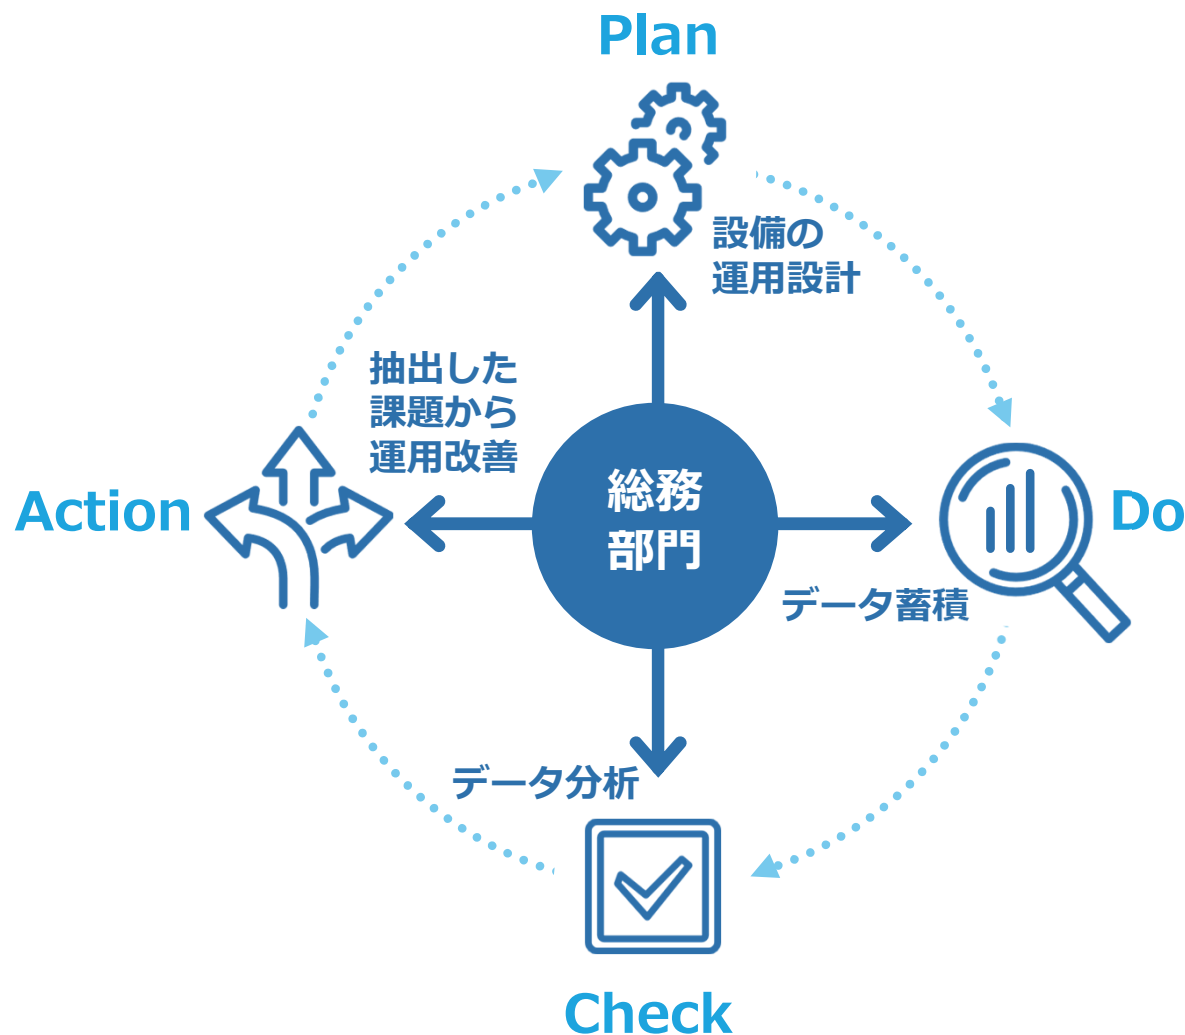 Plan
設備の
運用設計
抽出した
課題から
運用改善
総務
部門
Action
Do
データ蓄積
データ分析
Check